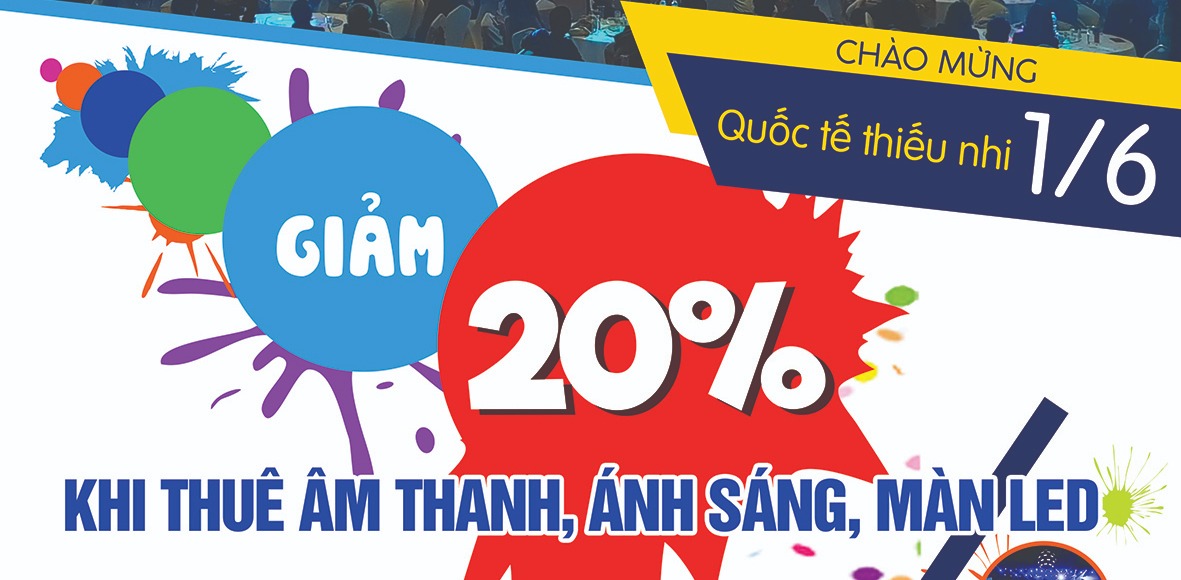 CHÀO MỪNG
Quốc tế thiếu nhi 1/6
GIẢM
20%
KHI THUÊ ÂM THANH, ÁNH SÁNG, MÀN LED